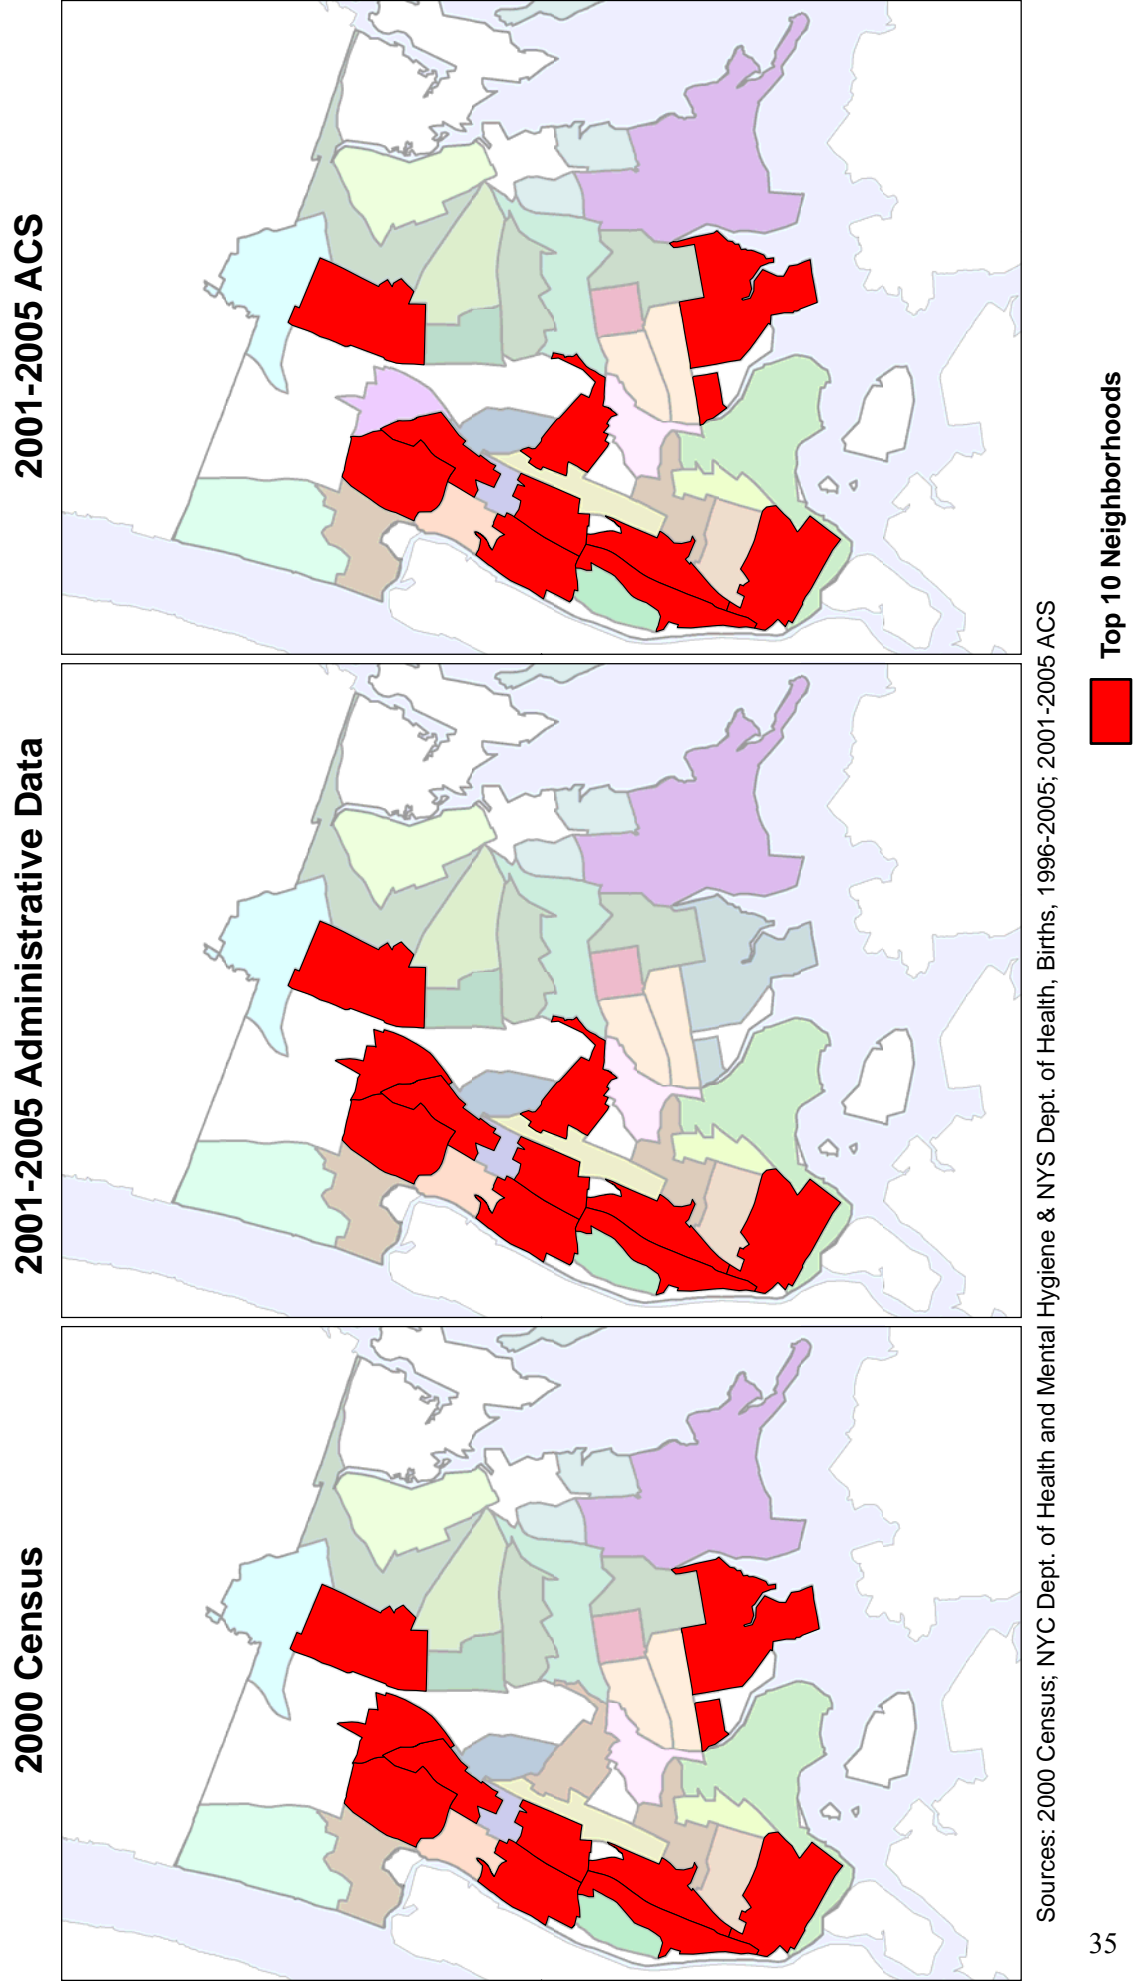 2000 Census
2001-2005 Administrative Data
2001-2005 ACS
Sources: 2000 Census; NYC Dept. of Health and Mental Hygiene & NYS Dept. of Health, Births, 1996-2005; 2001-2005 ACS
Top 10 Neighborhoods
35